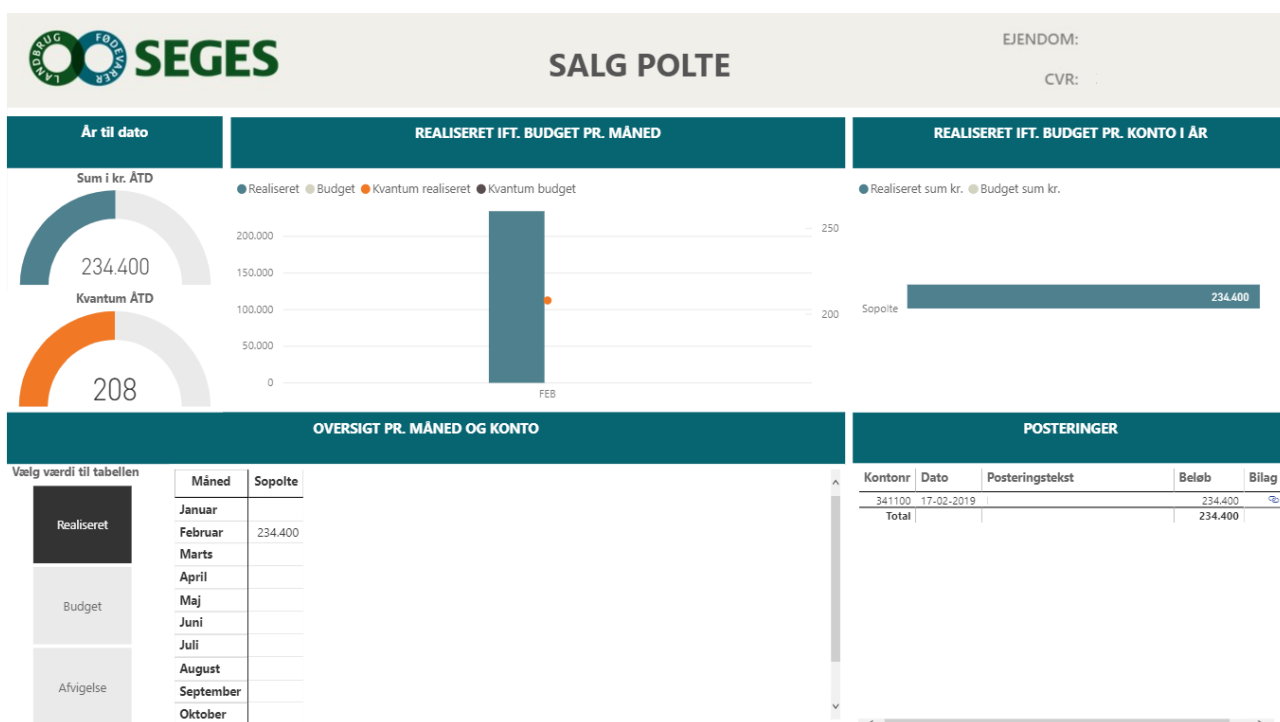 LANDBRUG FØDEVARER
SEGES
SALG POLTE
EJENDOM:
CVR:
År til dato
Sum i kr. ÅTD
234.400
Kvantum ÅTD
208
REALISERET IFT. BUDGET PR. MÅNED
Realiseret Budget Kvantum realiseret Kvantum budget
200.000
150.000
100.000
50.000
0
250
200
FEB
REALISERET IFT. BUDGET PR. KONTO I ÅR
Realiseret sum kr. Budget sum kr.
Sopolte 234.400
OVERSIGT PR. MÅNED OG KONTO
Vælg værdi til tabellen
Realiseret
Budget
Afvigelse
Måned Sopolte
Januar
Februar 234.400
Marts
April
Maj
Juni
Juli
August
September
Oktober
POSTERINGER
Kontonr Dato Posteringstekst Beløb Bilag
341100 17-02-2019 234.400
Total 234.400